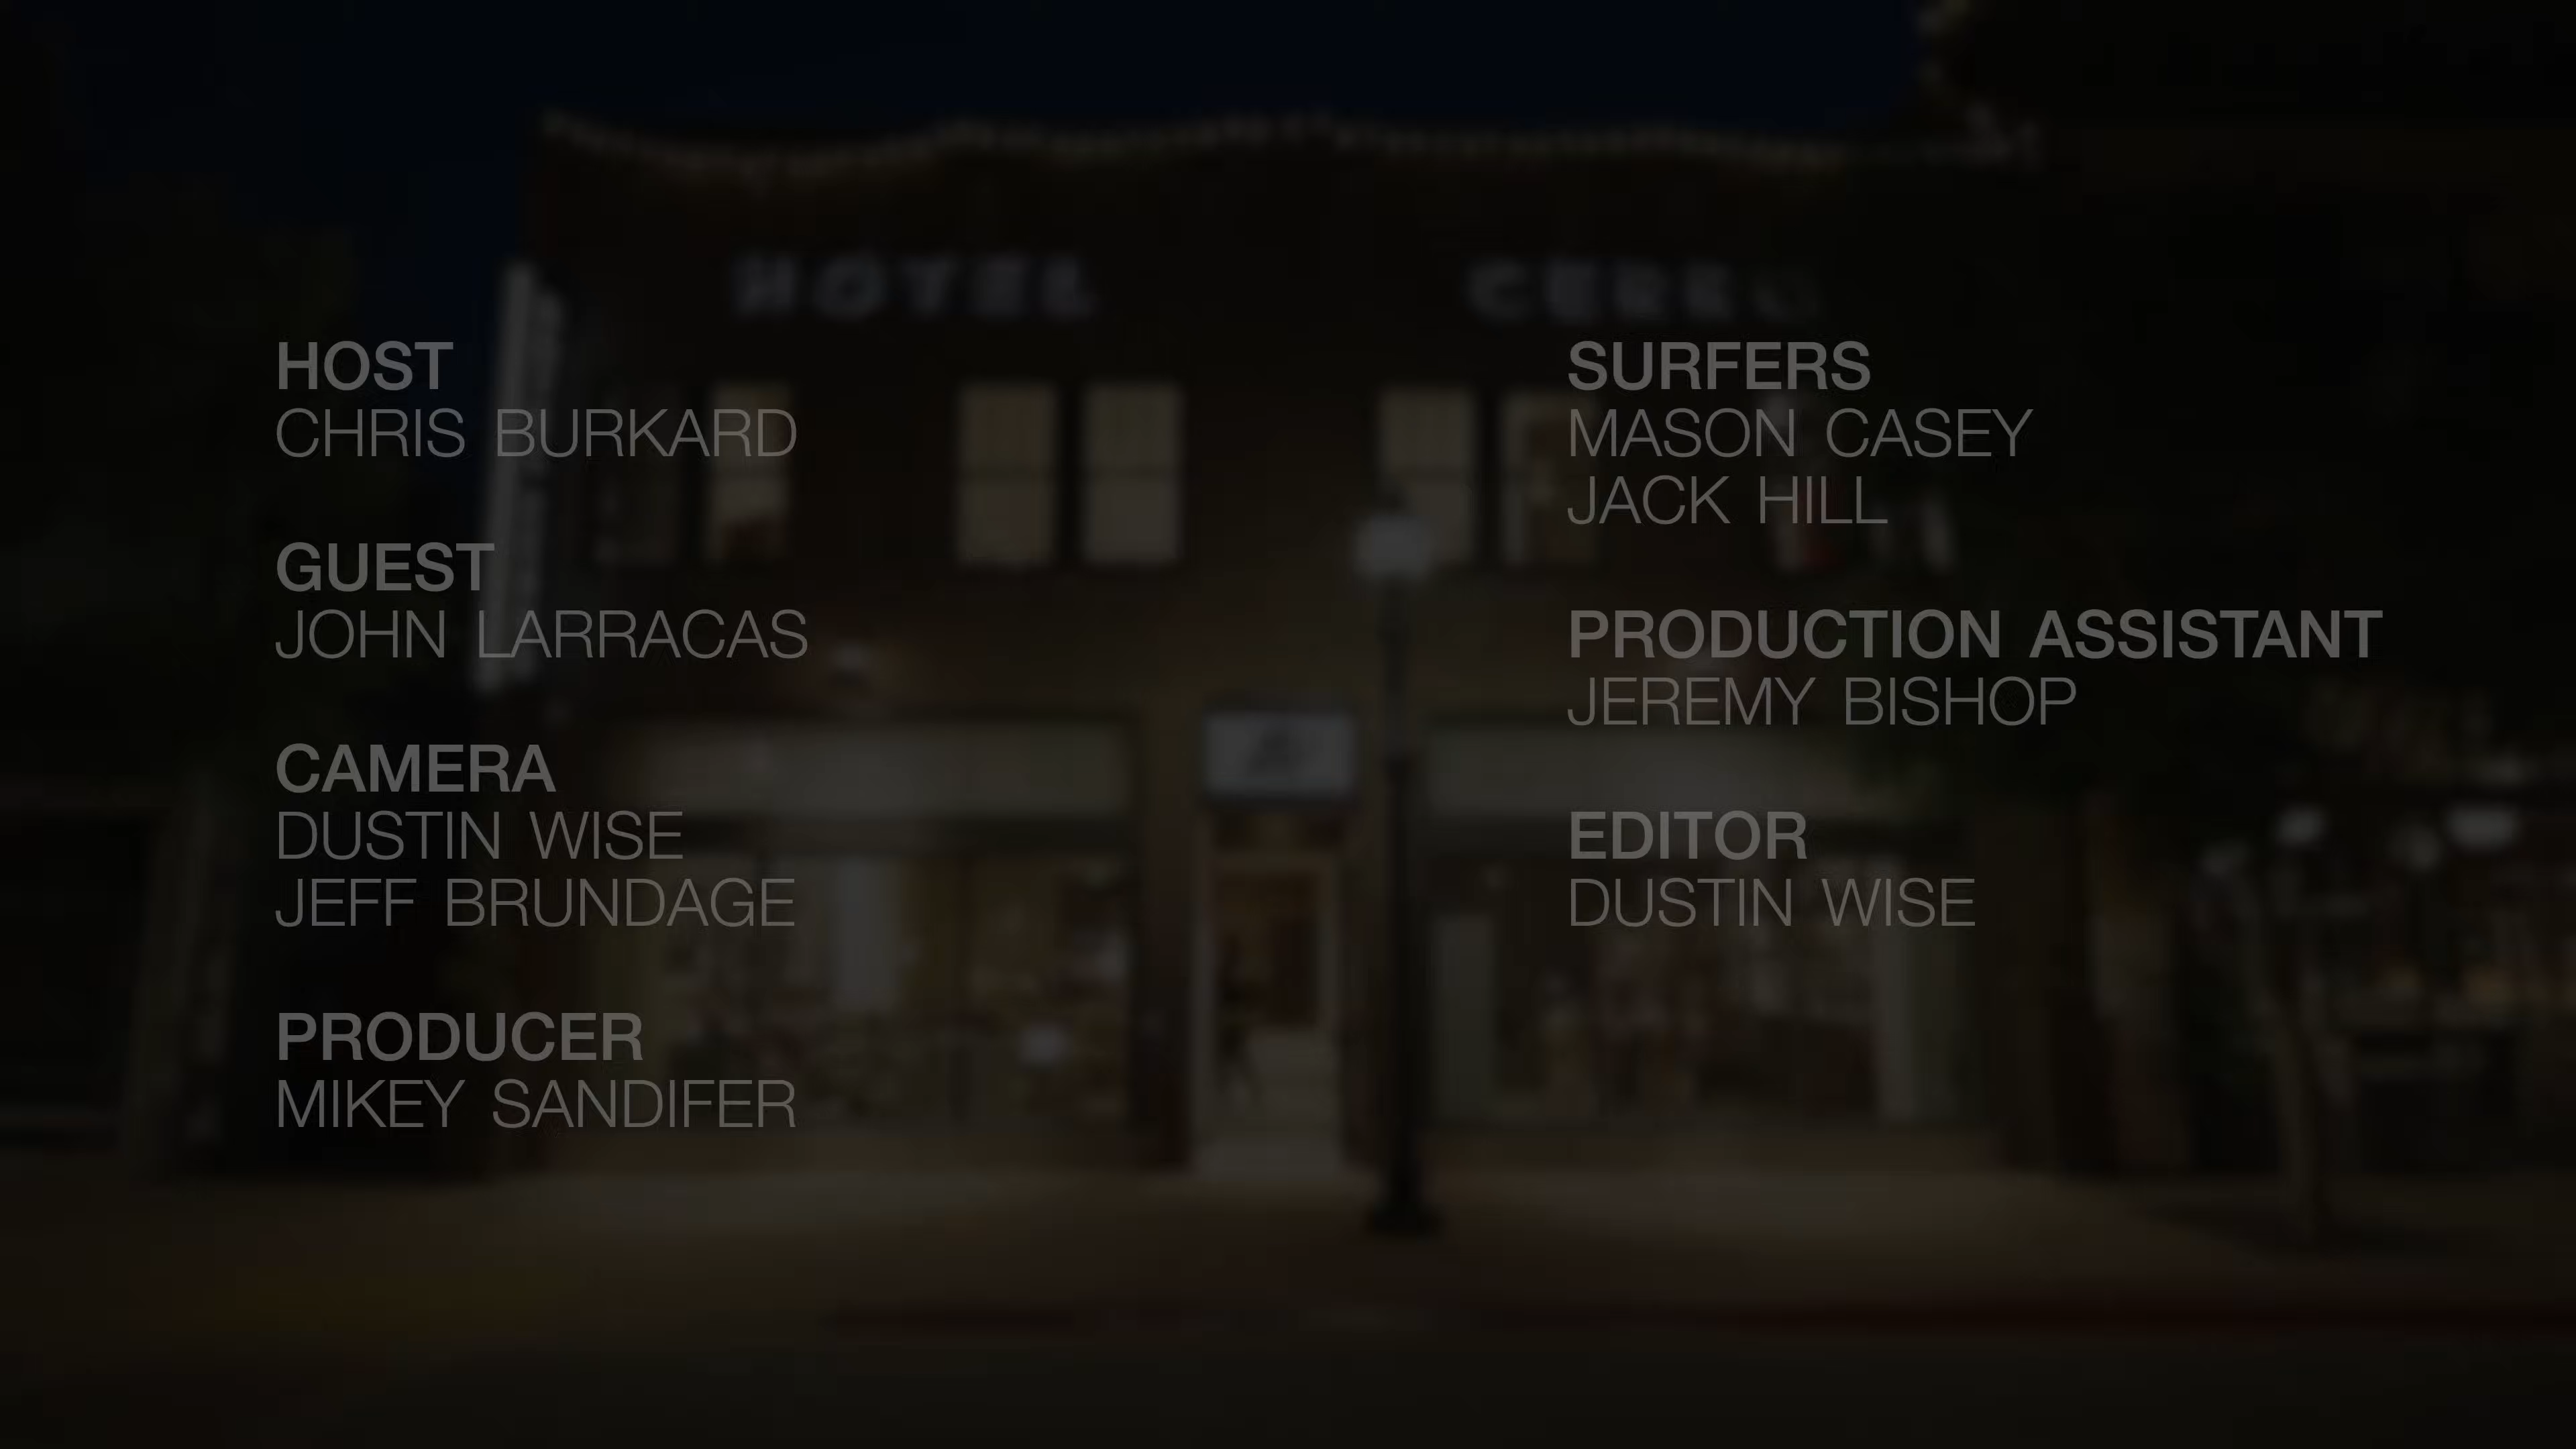 HOTEL CERRO
HOST
CHRIS BURKARD
GUEST
JOHN LARRACAS
CAMERA
DUSTIN WISE
JEFF BRUNDAGE
PRODUCER
MIKEY SANDIFER
SURFERS
MASON CASEY
JACK HILL
PRODUCTION ASSISTANT
JEREMY BISHOP
EDITOR
DUSTIN WISE